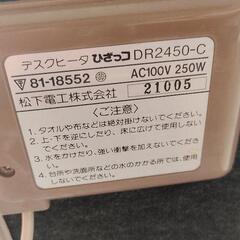 デスクヒータ ひざっコ DR2450-C
81-18552 AC100V 250W
松下電工株式会社 21005
〈ご注意〉
1. タオルや布などは絶対掛けないでください。
2. 上・下を逆にしたり、床に広げて使用しないでください。
3. 水をかけたり、強い衝撃を加えないでください。
4. 台所や洗面所などの水のかかる所で、使用しないでください。